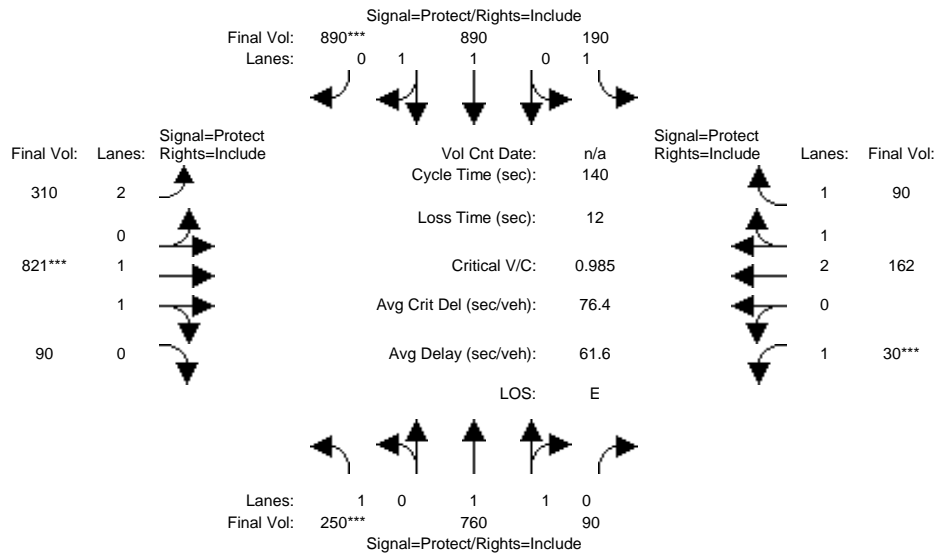 Signal=Protect/Rights=Include
Final Vol: 890*** 890 190
Lanes: 0 1 1 0 1
Signal=Protect
Final Vol: Lanes: Rights=Include
Vol Cnt Date: n/a
Signal=Protect
Rights=Include Lanes: Final Vol:
Cycle Time (sec): 140
310 2
1 90
Loss Time (sec): 12
0
1
821*** 1
Critical V/C: 0.985
2 162
1
Avg Crit Del (sec/veh): 76.4
0
90 0
Avg Delay (sec/veh): 61.6
1 30***
LOS: E
Lanes: 1 0 1 1 0
Final Vol: 250*** 760 90
Signal=Protect/Rights=Include